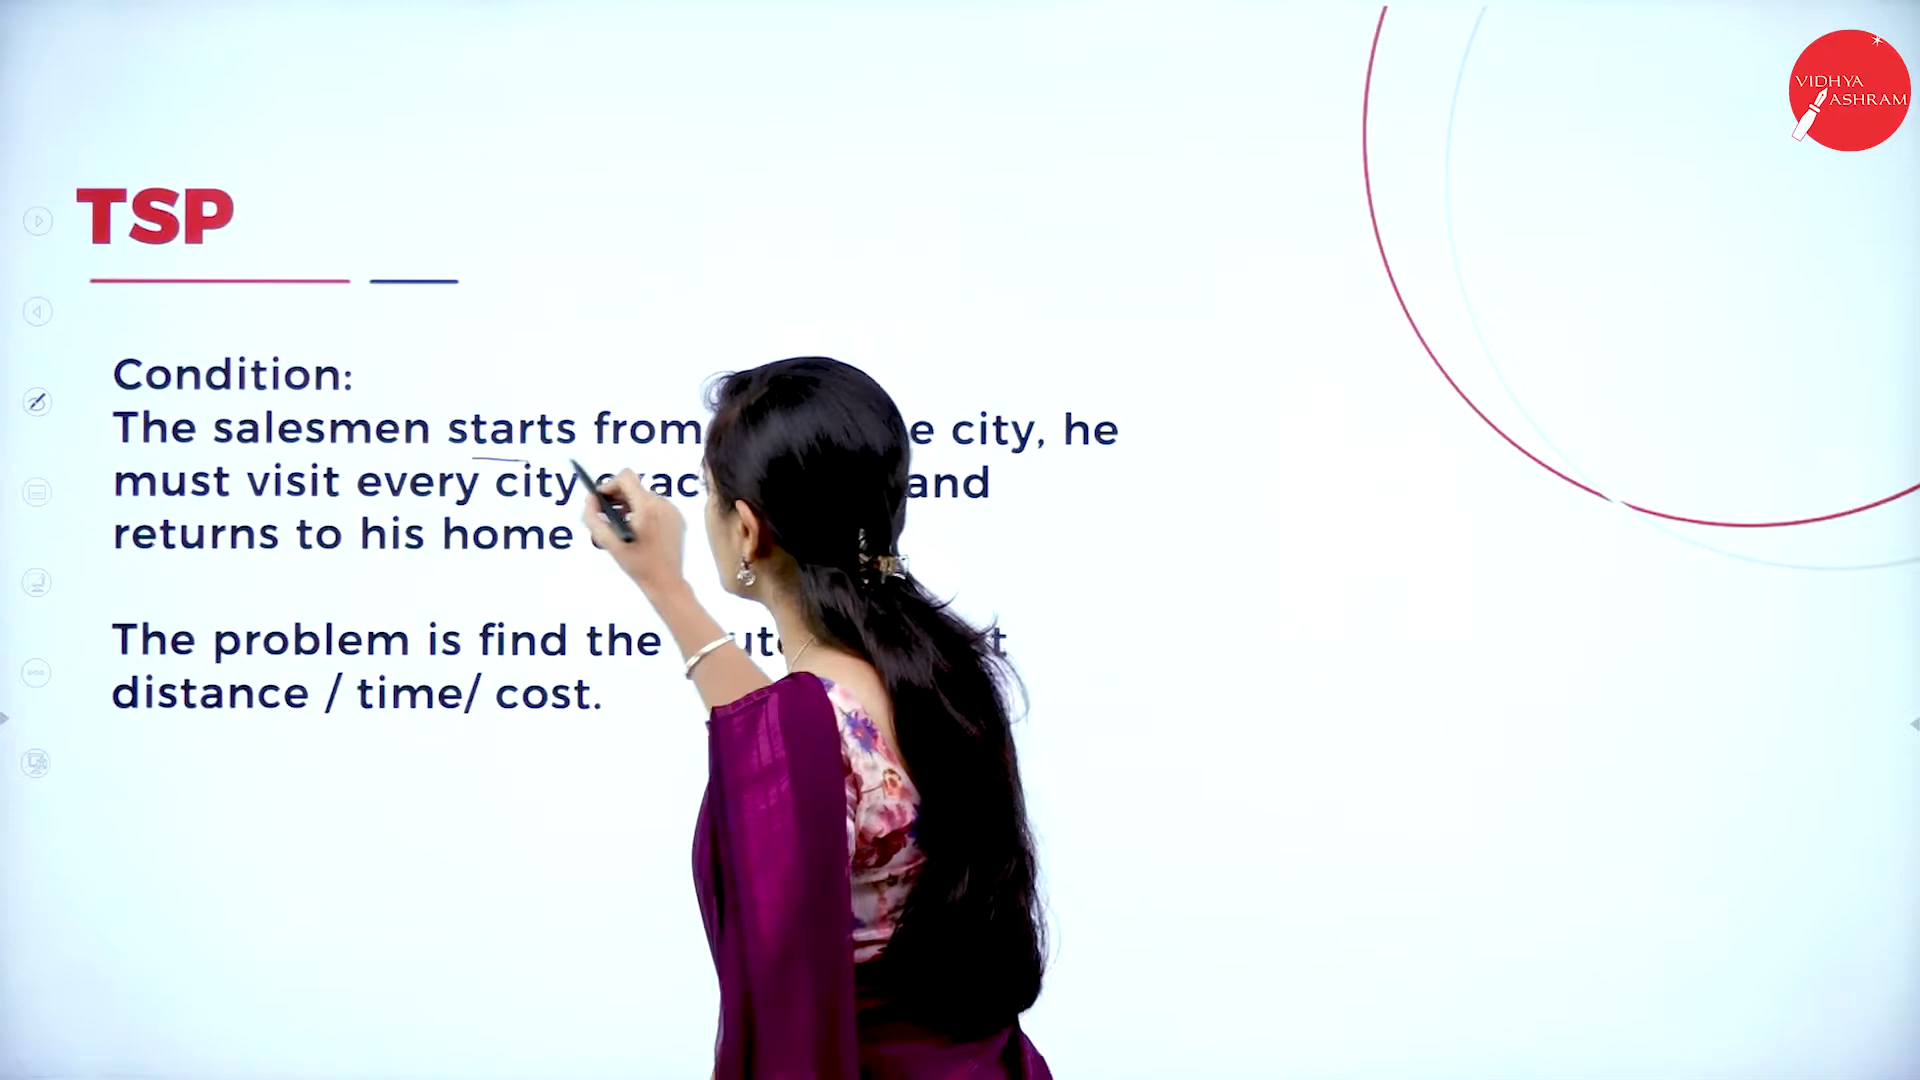 VIDHYA
ASHRAM
TSP
Condition:
The salesmen starts from city, he
must visit every city and
returns to his home
The problem is find the
distance / time/ cost.